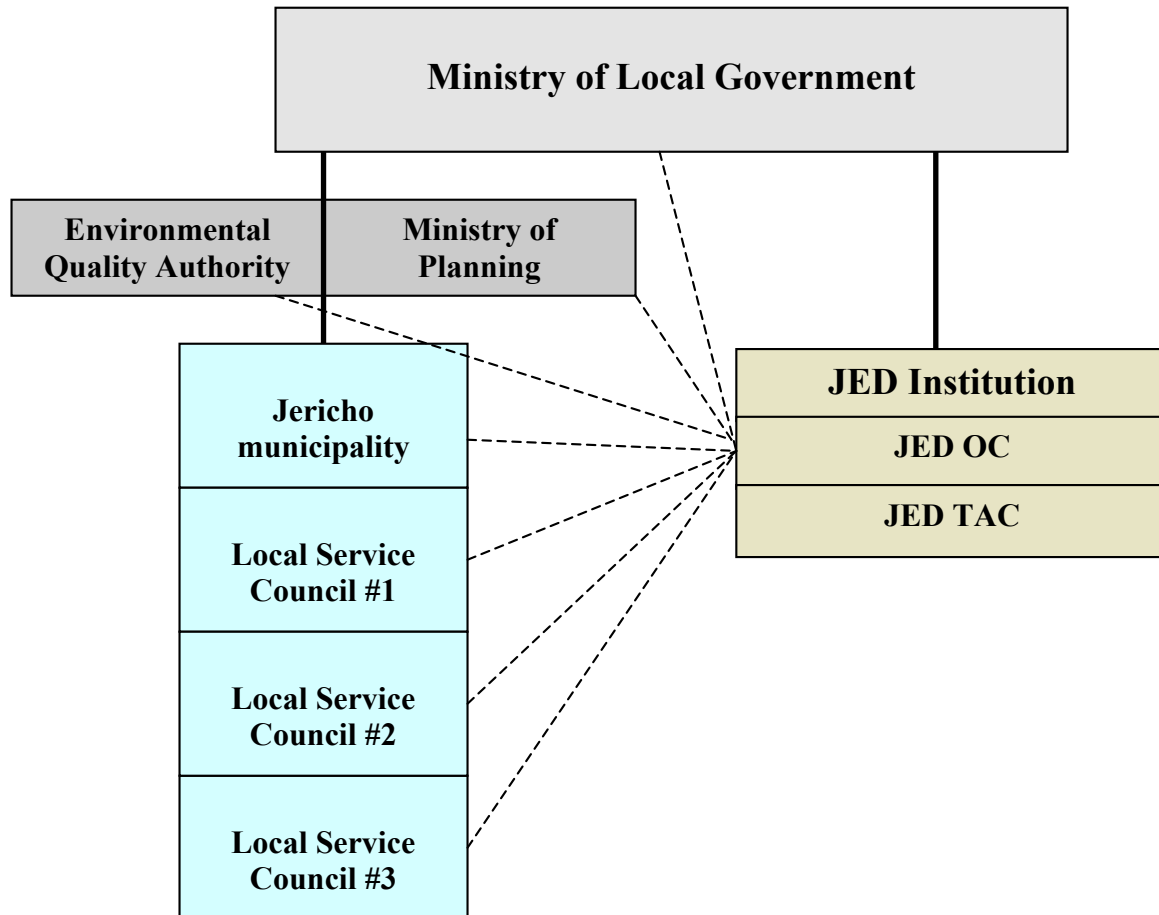 Ministry of Local Government
Environmental
Quality Authority
Ministry of
Planning
Jericho
municipality
Local Service
Council #1
Local Service
Council #2
Local Service
Council #3
JED Institution
JED OC
JED TAC